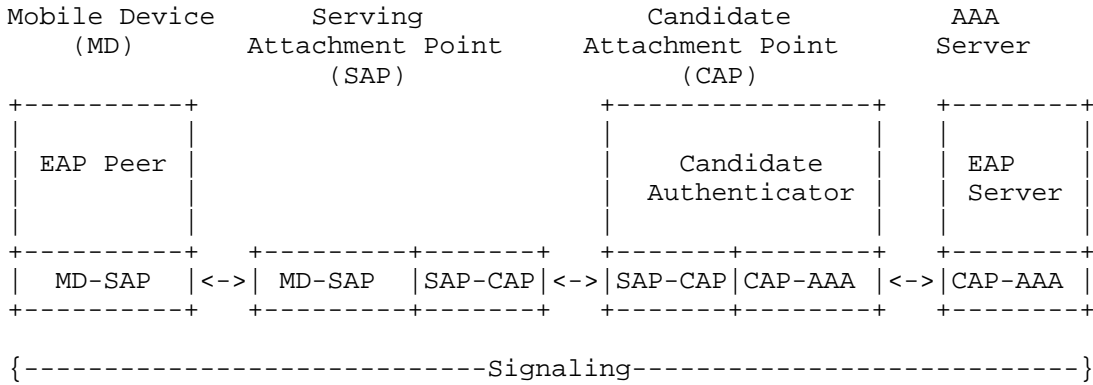 Mobile Device Serving Candidate AAA
(MD) Attachment Point Attachment Point Server
(SAP) (CAP)
+----------+ +----------------+ +--------+
| | | | | |
| EAP Peer | | Candidate | | EAP |
| | | Authenticator | | Server |
| | | | | |
+----------+ +---------+-------+ +-------+--------+ +--------+
| MD-SAP |<->| MD-SAP |SAP-CAP|<->|SAP-CAP|CAP-AAA |<->|CAP-AAA |
+----------+ +---------+-------+ +-------+--------+ +--------+
{-----------------------------Signaling----------------------------}